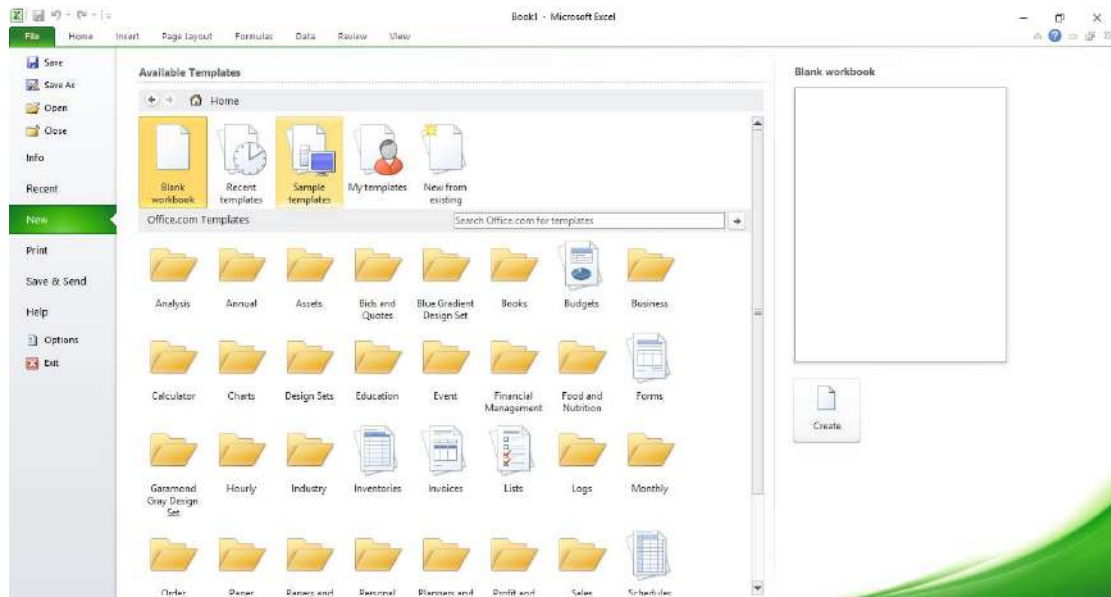 Book1 - Microsoft Excel
File Home Insert Page Layout Formulas Data Review View
Save
Save As
Open
Close
Info
Recent
New
Print
Save & Send
Help
Options
Exit
Available Templates
Home
Blank workbook
Recent templates
Sample templates
My templates
New from existing
Office.com Templates
Search Office.com for templates
Analysis
Annual
Assets
Bids and Quotes
Blue Gradient Design Set
Books
Budgets
Business
Calculator
Charts
Design Sets
Education
Event
Financial Management
Food and Nutrition
Forms
Garamond Gray Design Set
Hourly
Industry
Inventories
Invoices
Lists
Logs
Monthly
Order
Paper
Papers and
Personal
Planners and
Profit and
Sales
Schedules
Blank workbook
Create